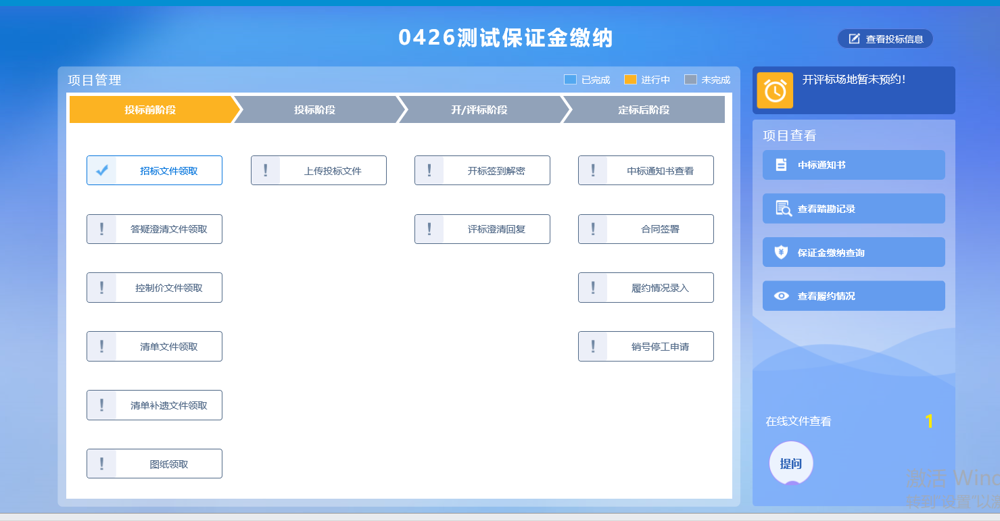 0426测试保证金缴纳
查看投标信息
项目管理
已完成
进行中
未完成
投标前阶段
投标阶段
开/评标阶段
定标后阶段
招标文件领取
上传投标文件
开标签到解密
中标通知书查看
答疑澄清文件领取
评标澄清回复
合同签署
控制价文件领取
履约情况录入
清单文件领取
销号停工申请
清单补遗文件领取
图纸领取
开评标场地暂未预约！
项目查看
中标通知书
查看踏勘记录
保证金缴纳查询
查看履约情况
在线文件查看
1
提问
激活 Wind
转到"设置"以激